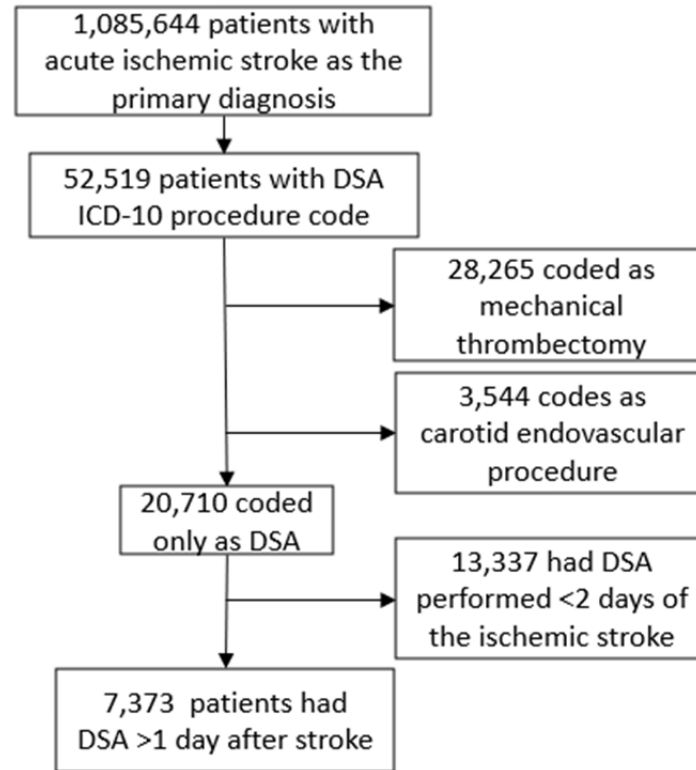 1,085,644 patients with
acute ischemic stroke as the
primary diagnosis
52,519 patients with DSA
ICD-10 procedure code
28,265 coded as
mechanical
thrombectomy
3,544 codes as
carotid endovascular
procedure
20,710 coded
only as DSA
13,337 had DSA
performed <2 days of
the ischemic stroke
7,373 patients had
DSA >1 day after stroke